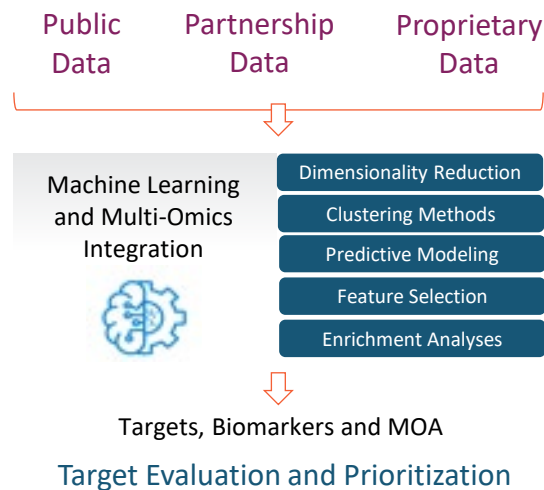 Public
Data
Partnership
Data
Proprietary
Data
Machine Learning
and Multi-Omics
Integration
Dimensionality Reduction
Clustering Methods
Predictive Modeling
Feature Selection
Enrichment Analyses
Targets, Biomarkers and MOA
Target Evaluation and Prioritization